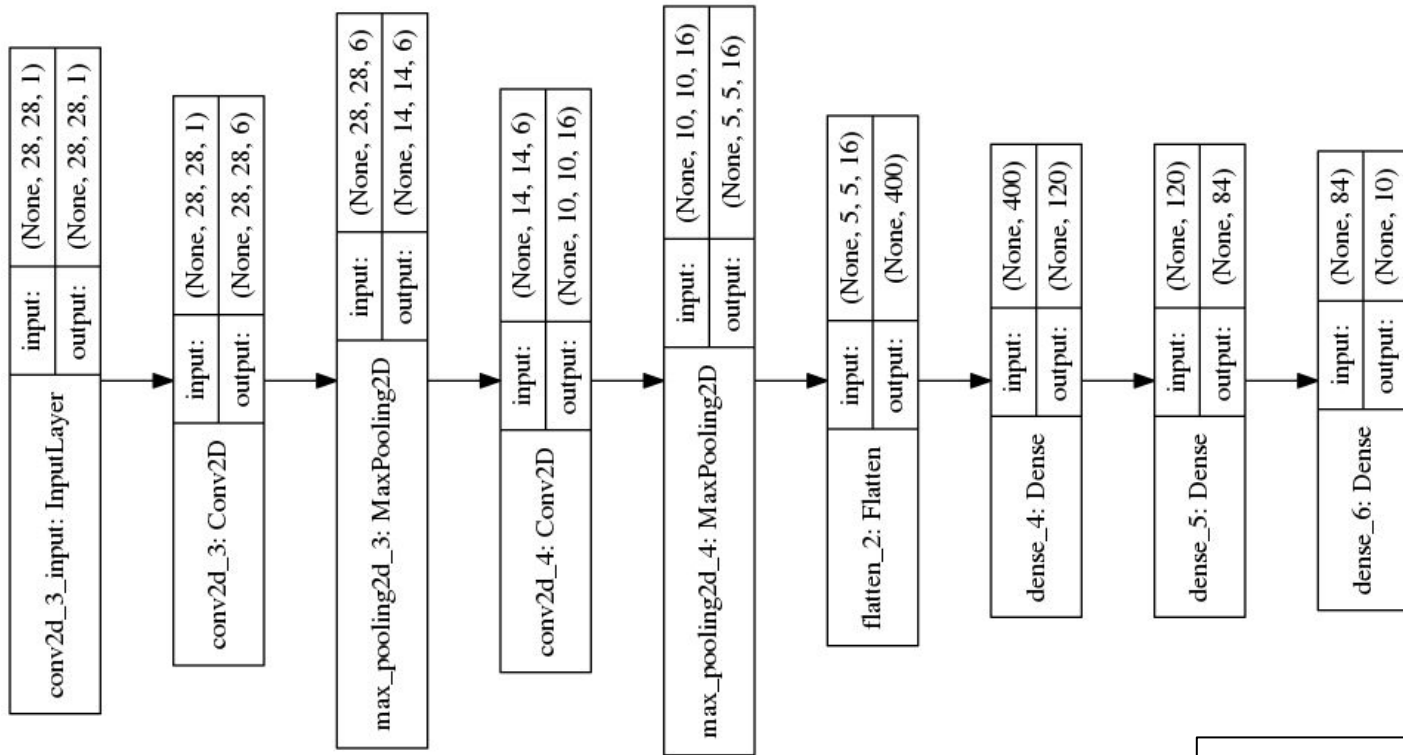 conv2d_3_input: InputLayer
input:
(None, 28, 28, 1)
output:
(None, 28, 28, 1)
conv2d_3: Conv2D
input:
(None, 28, 28, 1)
output:
(None, 28, 28, 6)
max_pooling2d_3: MaxPooling2D
input:
(None, 28, 28, 6)
output:
(None, 14, 14, 6)
conv2d_4: Conv2D
input:
(None, 14, 14, 6)
output:
(None, 10, 10, 16)
max_pooling2d_4: MaxPooling2D
input:
(None, 10, 10, 16)
output:
(None, 5, 5, 16)
flatten_2: Flatten
input:
(None, 5, 5, 16)
output:
(None, 400)
dense_4: Dense
input:
(None, 400)
output:
(None, 120)
dense_5: Dense
input:
(None, 120)
output:
(None, 84)
dense_6: Dense
input:
(None, 84)
output:
(None, 10)